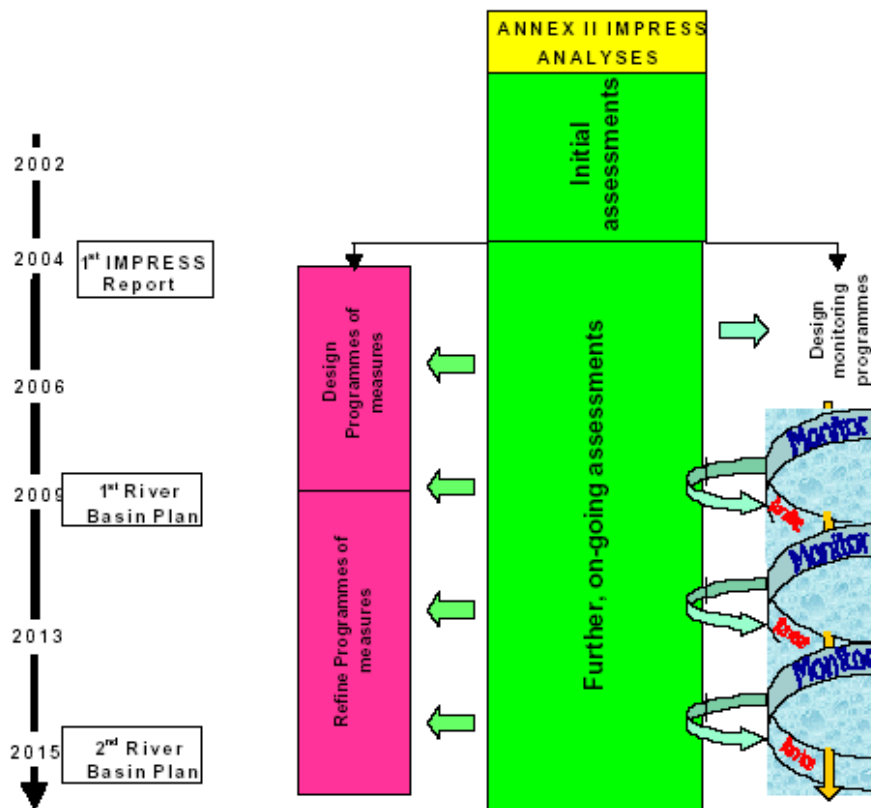 ANNEX II IMPRESS
ANALYSES
Initial
assessments
2002
2004
1st IMPRESS
Report
Design
monitoring
programmes
Design
Programmes of
measures
2006
Further, on-going assessments
Monitor
2009
1st River
Basin Plan
Monitor
Refine Programmes of
measures
2013
Monitor
2015
2nd River
Basin Plan